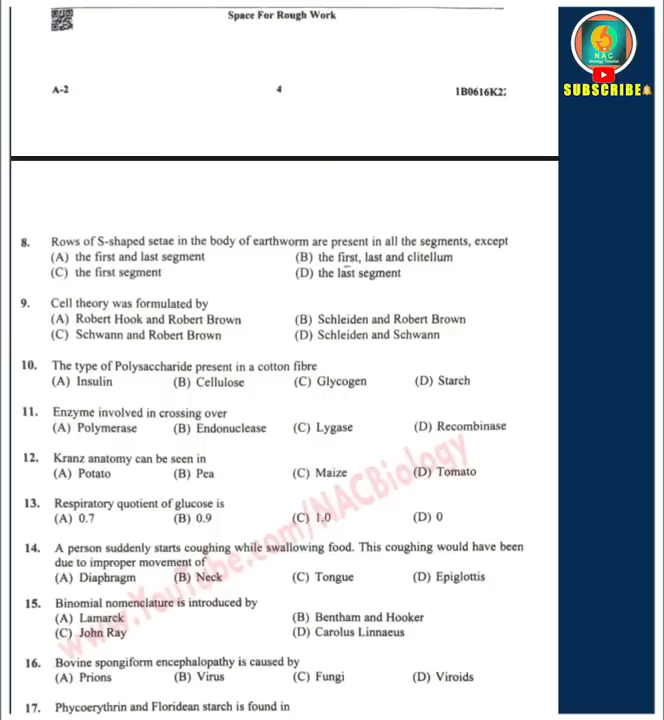 Space For Rough Work
A-2 4 1B0616K2
NAC
Biology Tutorial
SUBSCRIBE
8. Rows of S-shaped setae in the body of earthworm are present in all the segments, except
(A) the first and last segment (B) the first, last and clitellum
(C) the first segment (D) the last segment
9. Cell theory was formulated by
(A) Robert Hook and Robert Brown (B) Schleiden and Robert Brown
(C) Schwann and Robert Brown (D) Schleiden and Schwann
10. The type of Polysaccharide present in a cotton fibre
(A) Insulin (B) Cellulose (C) Glycogen (D) Starch
11. Enzyme involved in crossing over
(A) Polymerase (B) Endonuclease (C) Lygase (D) Recombinase
12. Kranz anatomy can be seen in
(A) Potato (B) Pea (C) Maize (D) Tomato
13. Respiratory quotient of glucose is
(A) 0.7 (B) 0.9 (C) 1.0 (D) 0
14. A person suddenly starts coughing while swallowing food. This coughing would have been
due to improper movement of
(A) Diaphragm (B) Neck (C) Tongue (D) Epiglottis
15. Binomial nomenclature is introduced by
(A) Lamarck (B) Bentham and Hooker
(C) John Ray (D) Carolus Linnaeus
16. Bovine spongiform encephalopathy is caused by
(A) Prions (B) Virus (C) Fungi (D) Viroids
17. Phycoerythrin and Floridean starch is found in
www.YouTube.com/NACBiology